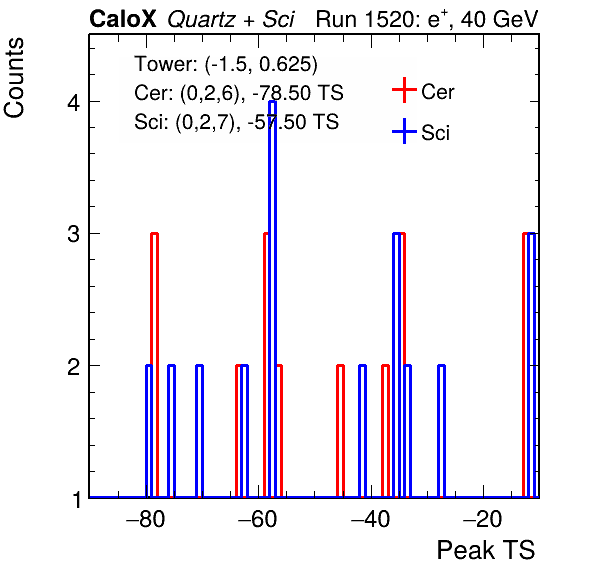 CaloX Quartz + Sci Run 1520: e+, 40 GeV
Counts
Tower: (-1.5, 0.625)
Cer: (0,2,6), -78.50 TS
Sci: (0,2,7), -57.50 TS
Cer
Sci
4
3
2
1
−80 −60 −40 −20
Peak TS